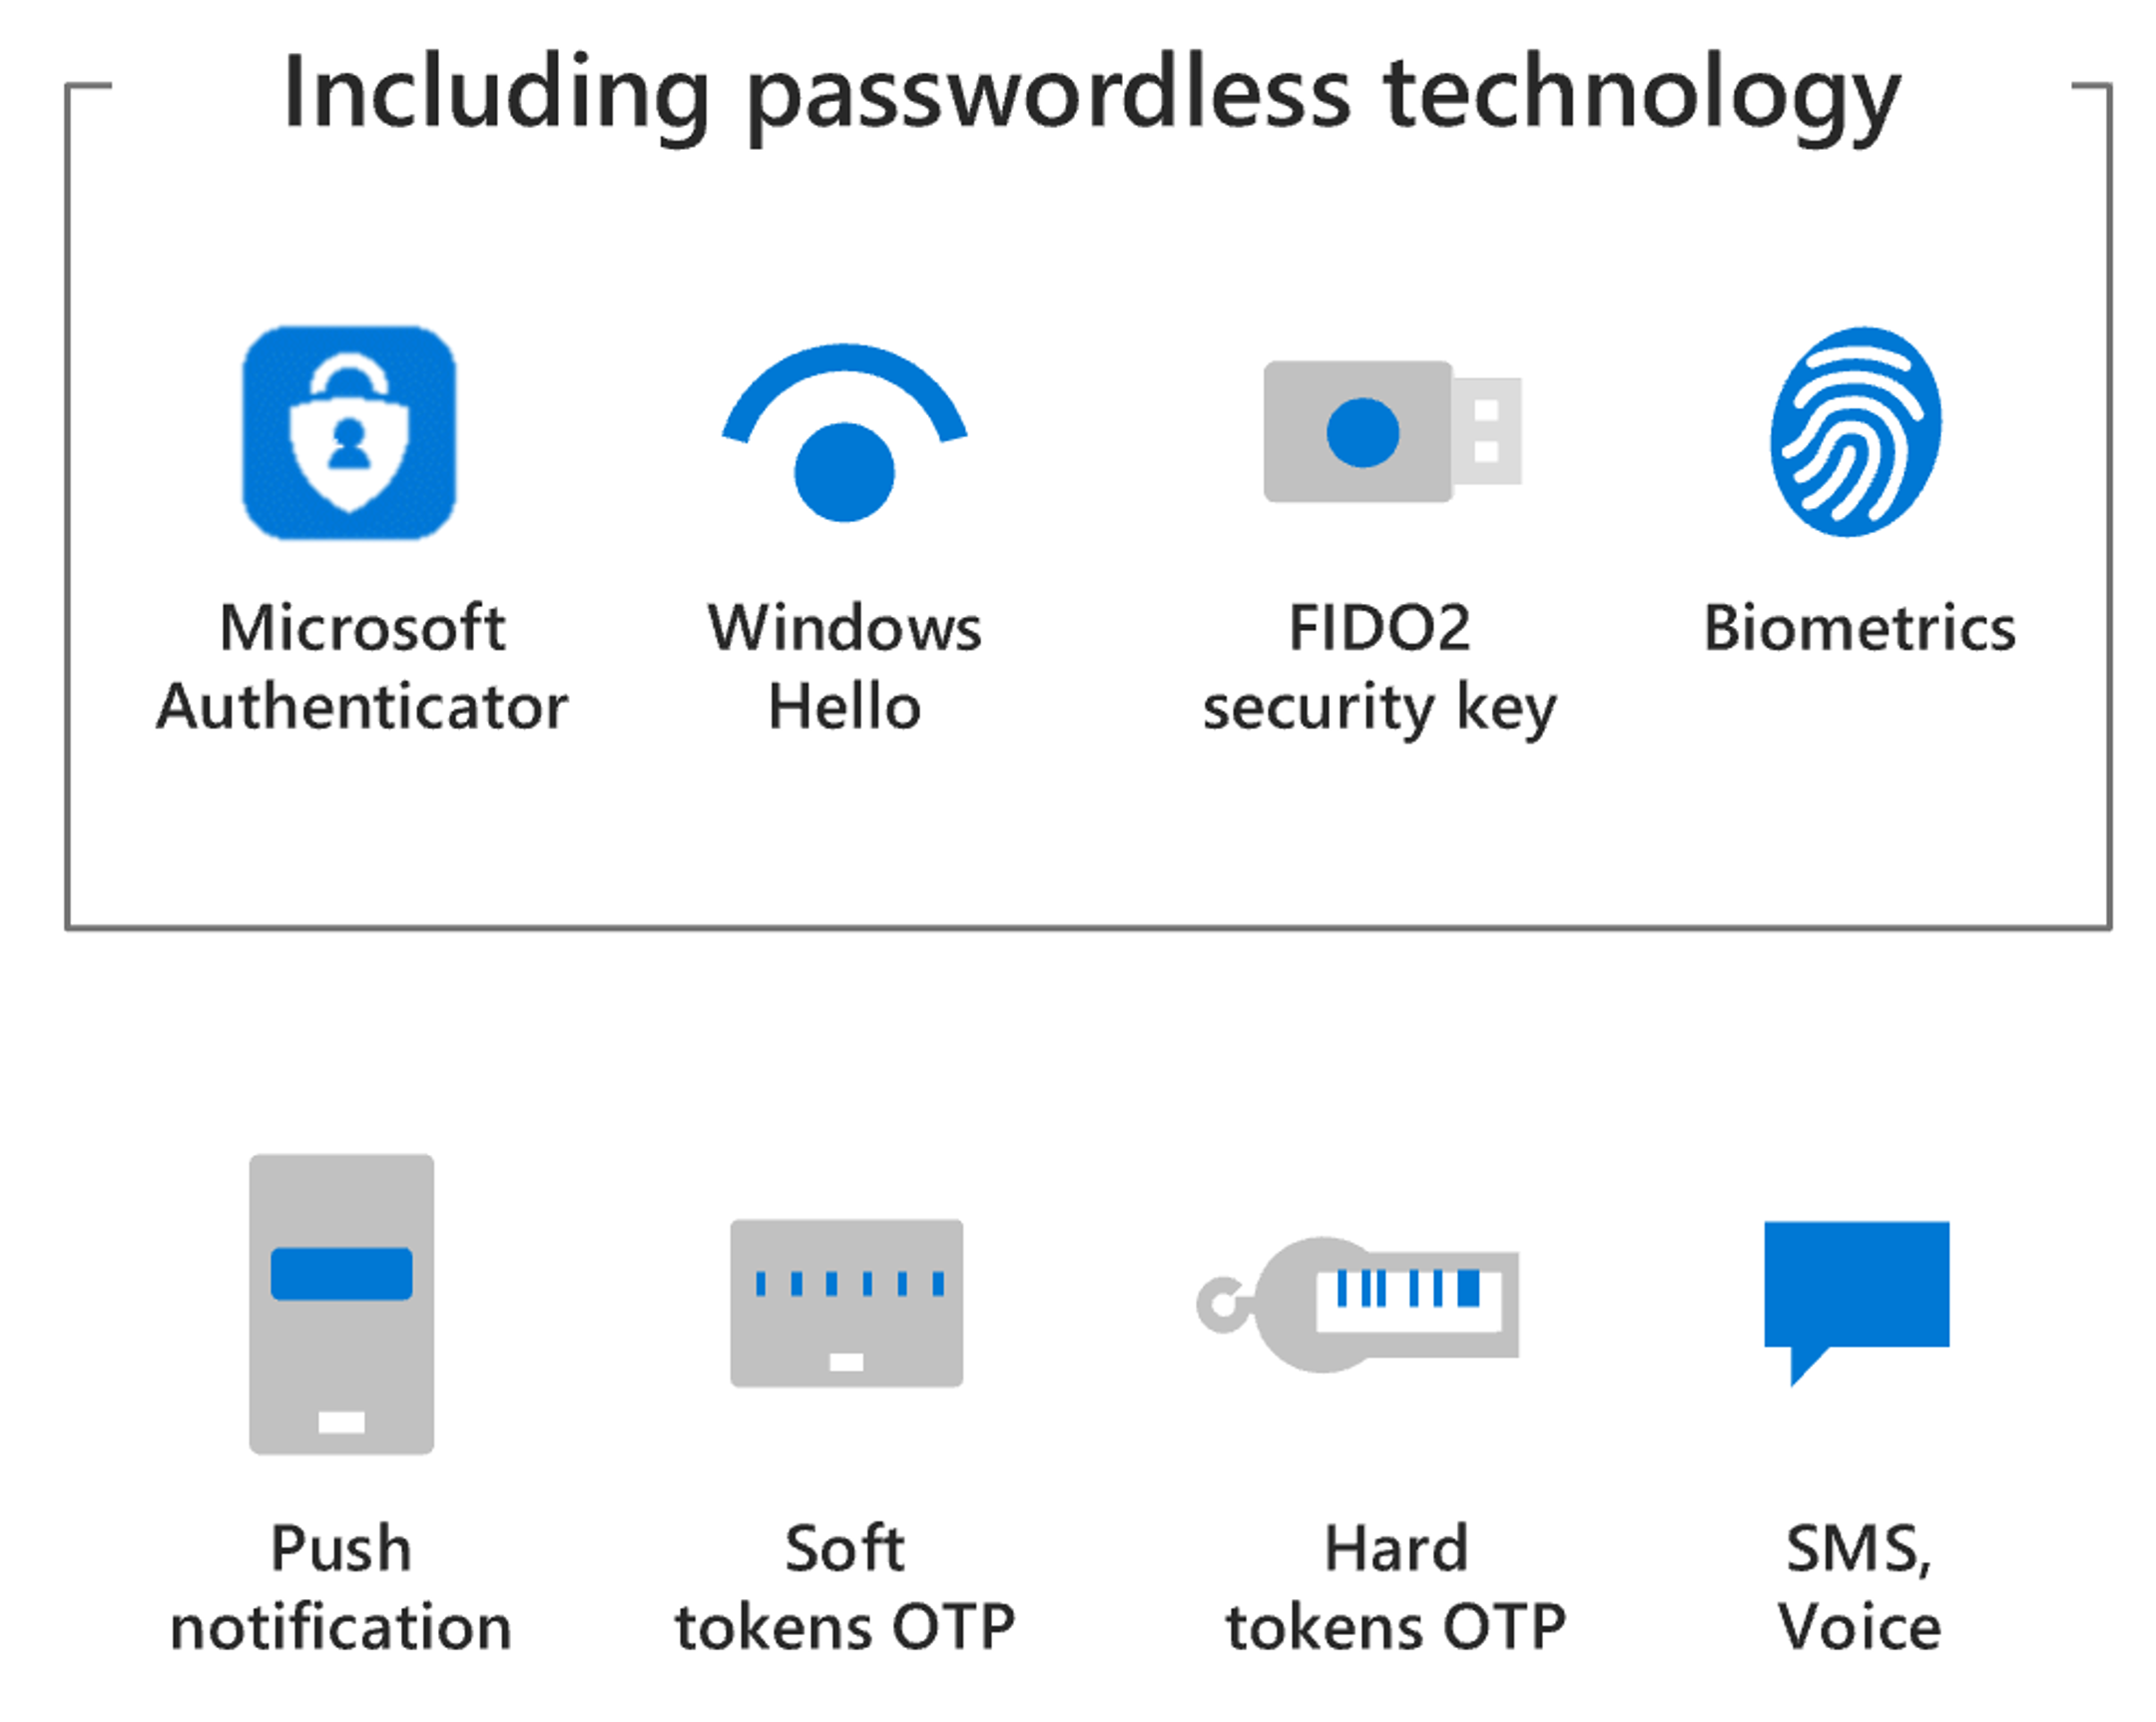 Including passwordless technology
Microsoft
Authenticator
Windows
Hello
FIDO2
security key
Biometrics
Push
notification
Soft
tokens OTP
Hard
tokens OTP
SMS,
Voice